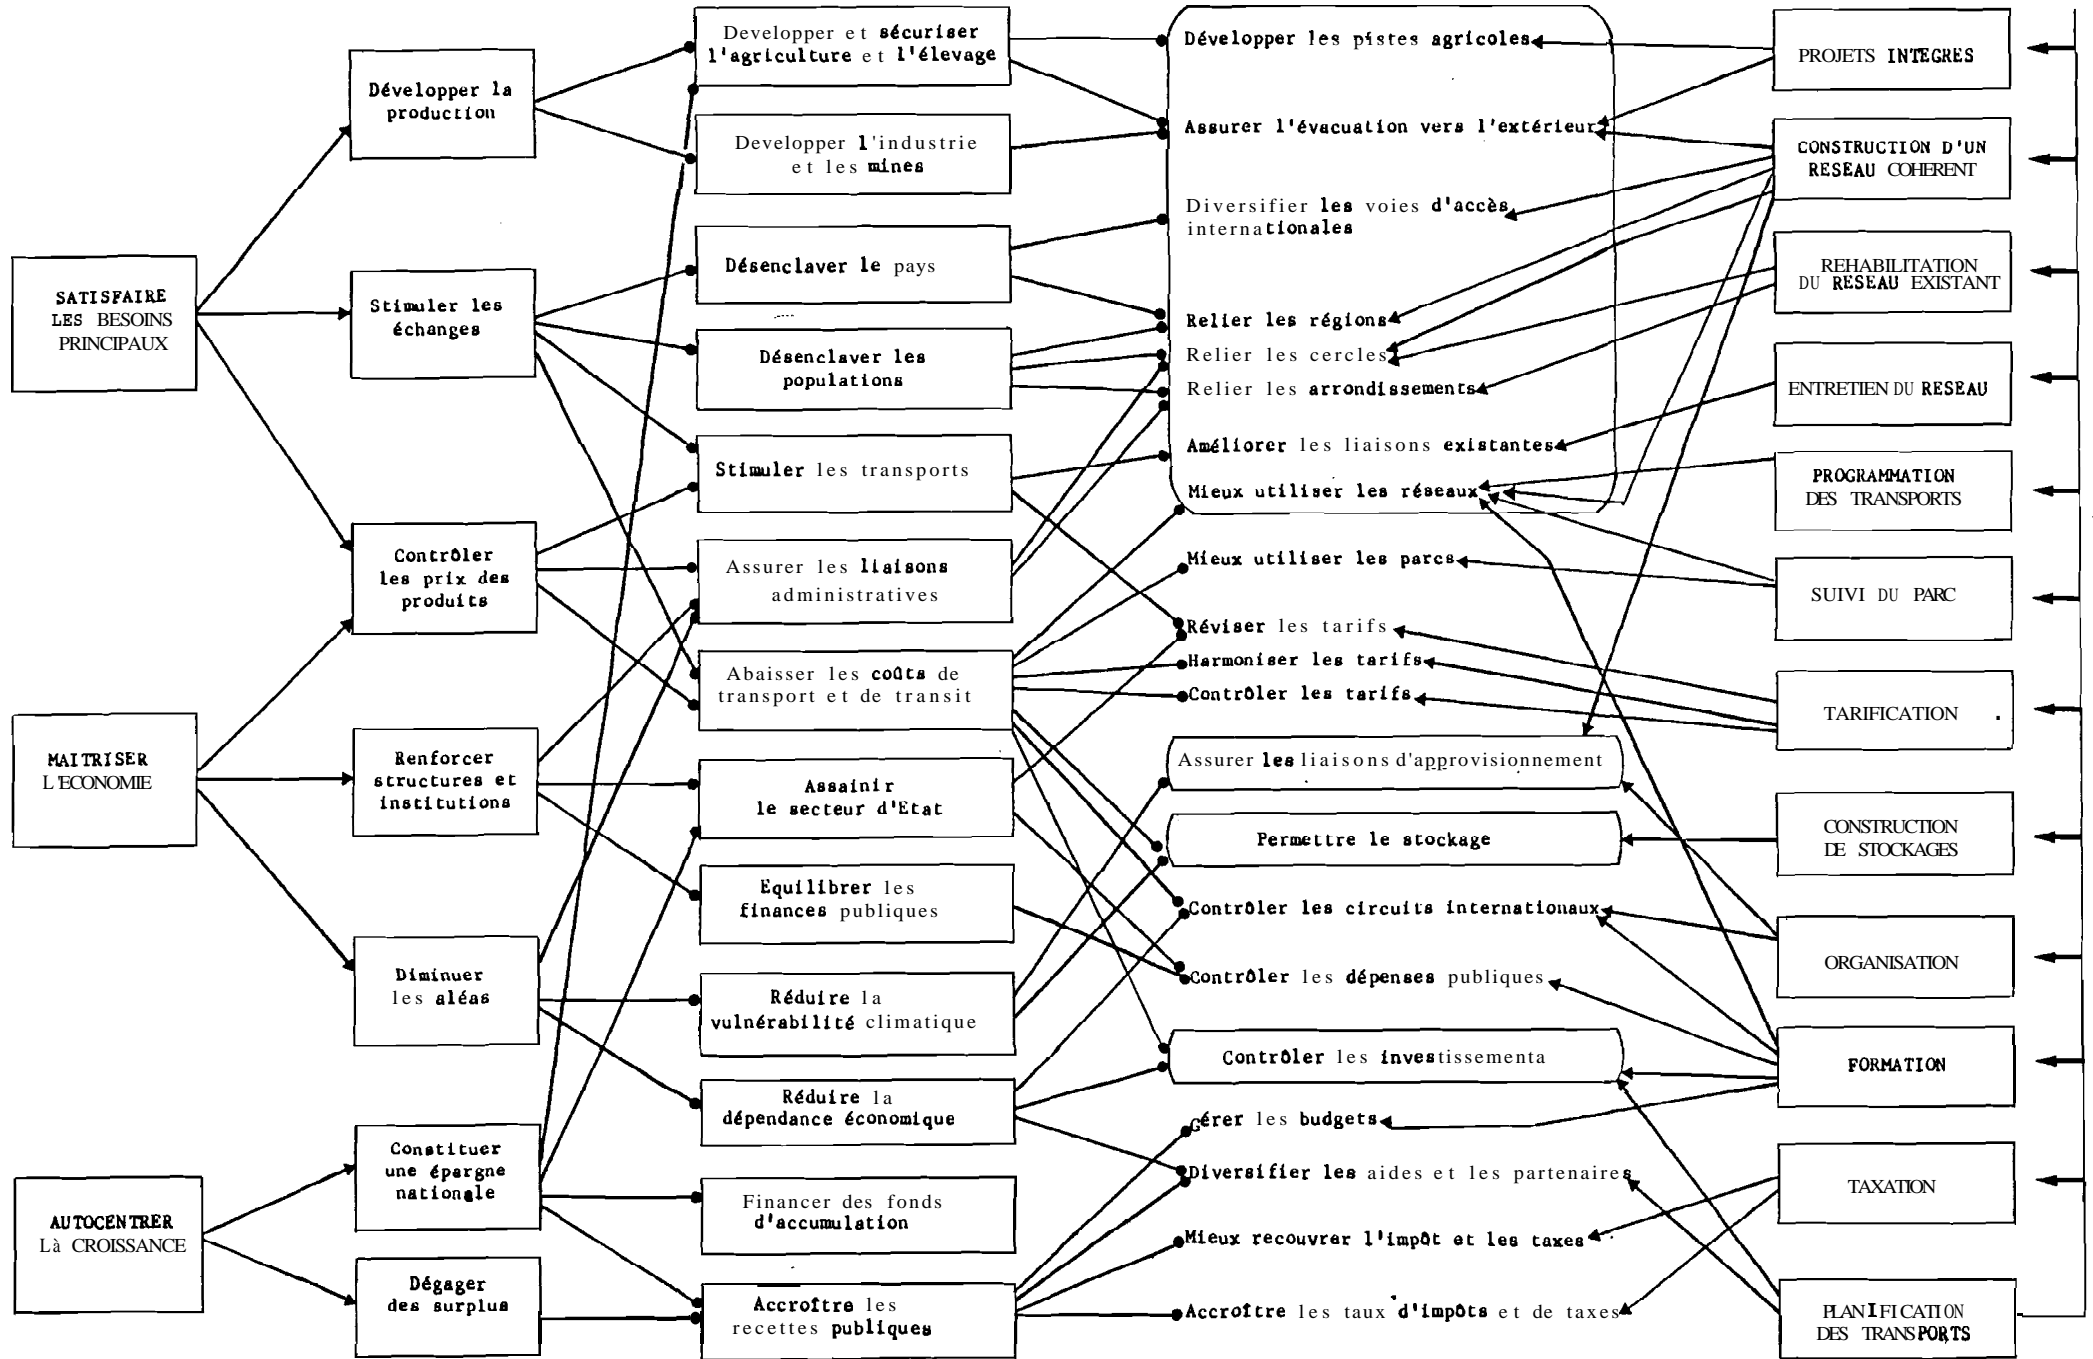 SATISFAIRE
LES BESOINS
PRINCIPAUX
MAITRISER
L'ECONOMIE
AUTOCENTRER
Là CROISSANCE
Développer la
production
Stimuler les
échanges
Contrôler
les prix des
produits
Renforcer
structures et
institutions
Diminuer
les aléas
Constituer
une épargne
nationale
Dégager
des surplus
Developper et sécuriser
l'agriculture et l'élevage
Developper l'industrie
et les mines
Désenclaver le pays
Désenclaver les
populations
Stimuler les transports
Assurer les liaisons
administratives
Abaisser les coûts de
transport et de transit
Assainir
le secteur d'Etat
Equilibrer les
finances publiques
Réduire la
vulnérabilité climatique
Réduire la
dépendance économique
Financer des fonds
d'accumulation
Accroître les
recettes publiques
Développer les pistes agricoles
Assurer l'évacuation vers l'extérieur
Diversifier les voies d'accès
internationales
Relier les régions
Relier les cercles
Relier les arrondissements
Améliorer les liaisons existantes
Mieux utiliser les réseaux
Mieux utiliser les parcs
Réviser les tarifs
Harmoniser les tarifs
Contrôler les tarifs
Assurer les liaisons d'approvisionnement
Permettre le stockage
Contrôler les circuits internationaux
Contrôler les dépenses publiques
Contrôler les investissementa
Gérer les budgets
Diversifier les aides et les partenaires
Mieux recouvrer l'impôt et les taxes
Accroître les taux d'impôts et de taxes
PROJETS INTEGRES
CONSTRUCTION D'UN
RESEAU COHERENT
REHABILITATION
DU RESEAU EXISTANT
ENTRETIEN DU RESEAU
PROGRAMMATION
DES TRANSPORTS
SUIVI DU PARC
TARIFICATION
CONSTRUCTION
DE STOCKAGES
ORGANISATION
FORMATION
TAXATION
PLANIFICATION
DES TRANSPORTS